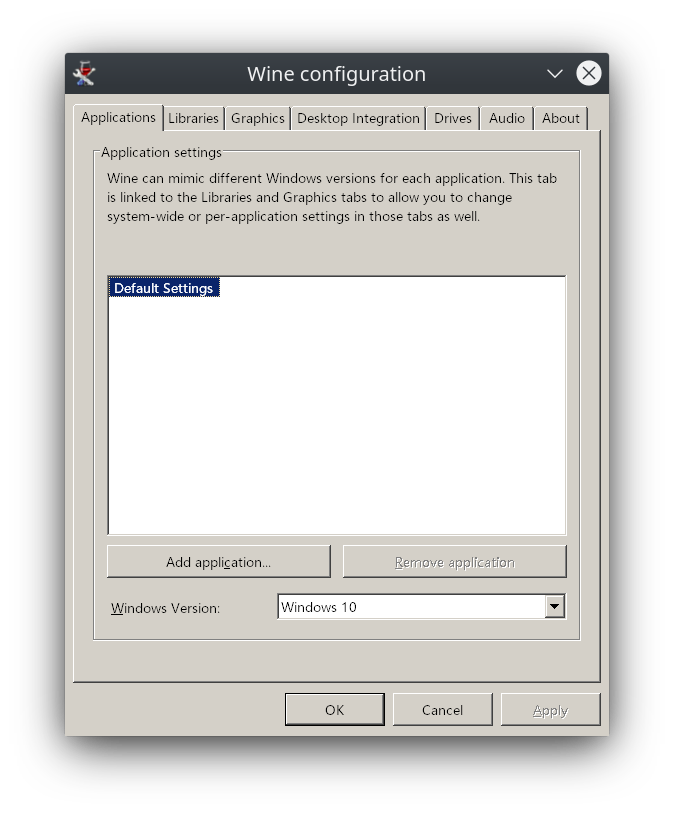 Wine configuration
Applications
Libraries
Graphics
Desktop Integration
Drives
Audio
About
Application settings
Wine can mimic different Windows versions for each application. This tab
is linked to the Libraries and Graphics tabs to allow you to change
system-wide or per-application settings in those tabs as well.
Default Settings
Add application...
Remove application
Windows Version:
Windows 10
OK
Cancel
Apply